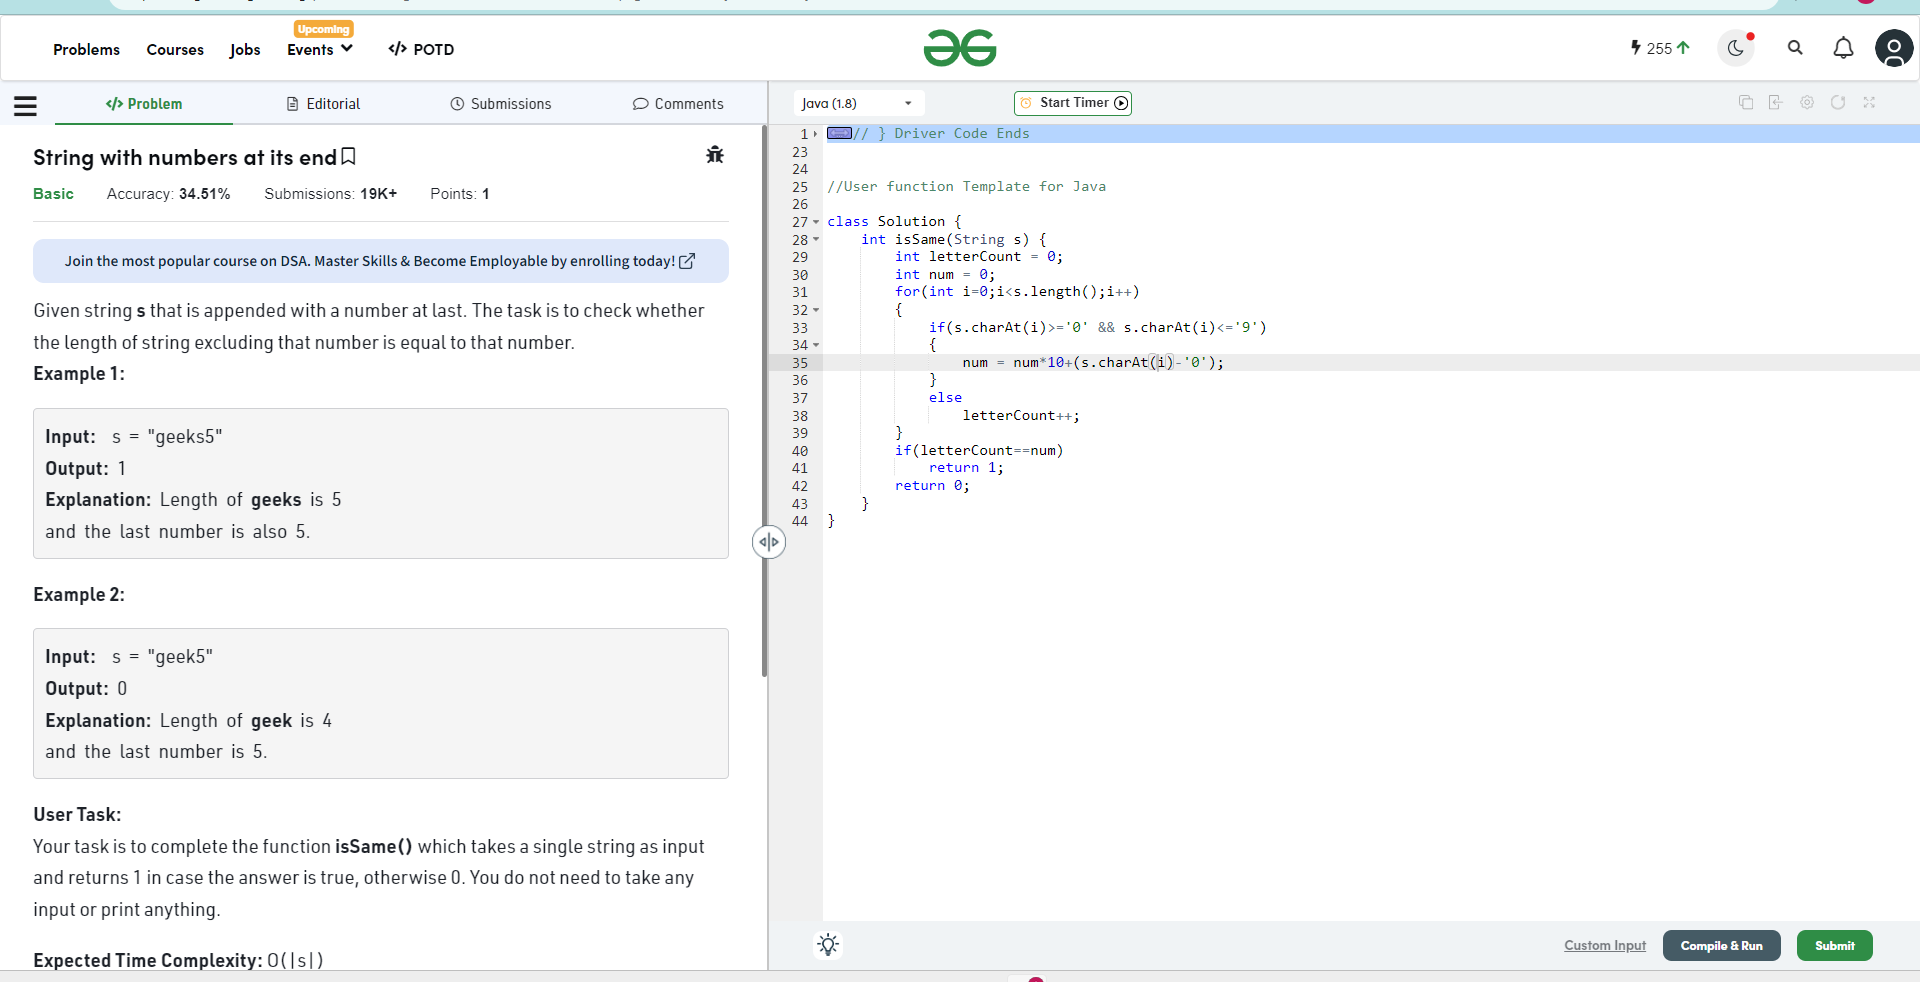 Upcoming
Problems Courses Jobs Events </> POTD
255
</> Problem Editorial Submissions Comments
Java (1.8) Start Timer
String with numbers at its end
Basic Accuracy: 34.51% Submissions: 19K+ Points: 1
Join the most popular course on DSA. Master Skills & Become Employable by enrolling today!
Given string s that is appended with a number at last. The task is to check whether
the length of string excluding that number is equal to that number.
Example 1:
Input: s = "geeks5"
Output: 1
Explanation: Length of geeks is 5
and the last number is also 5.
Example 2:
Input: s = "geek5"
Output: 0
Explanation: Length of geek is 4
and the last number is 5.
User Task:
Your task is to complete the function isSame() which takes a single string as input
and returns 1 in case the answer is true, otherwise 0. You do not need to take any
input or print anything.
Expected Time Complexity: O(|s|)
1 // } Driver Code Ends
23
24
25 //User function Template for Java
26
27 class Solution {
28 int isSame(String s) {
29 int letterCount = 0;
30 int num = 0;
31 for(int i=0;i<s.length();i++)
32 {
33 if(s.charAt(i)>='0' && s.charAt(i)<='9')
34 {
35 num = num*10+(s.charAt(i)-'0');
36 }
37 else
38 letterCount++;
39 }
40 if(letterCount==num)
41 return 1;
42 return 0;
43 }
44 }
Custom Input Compile & Run Submit